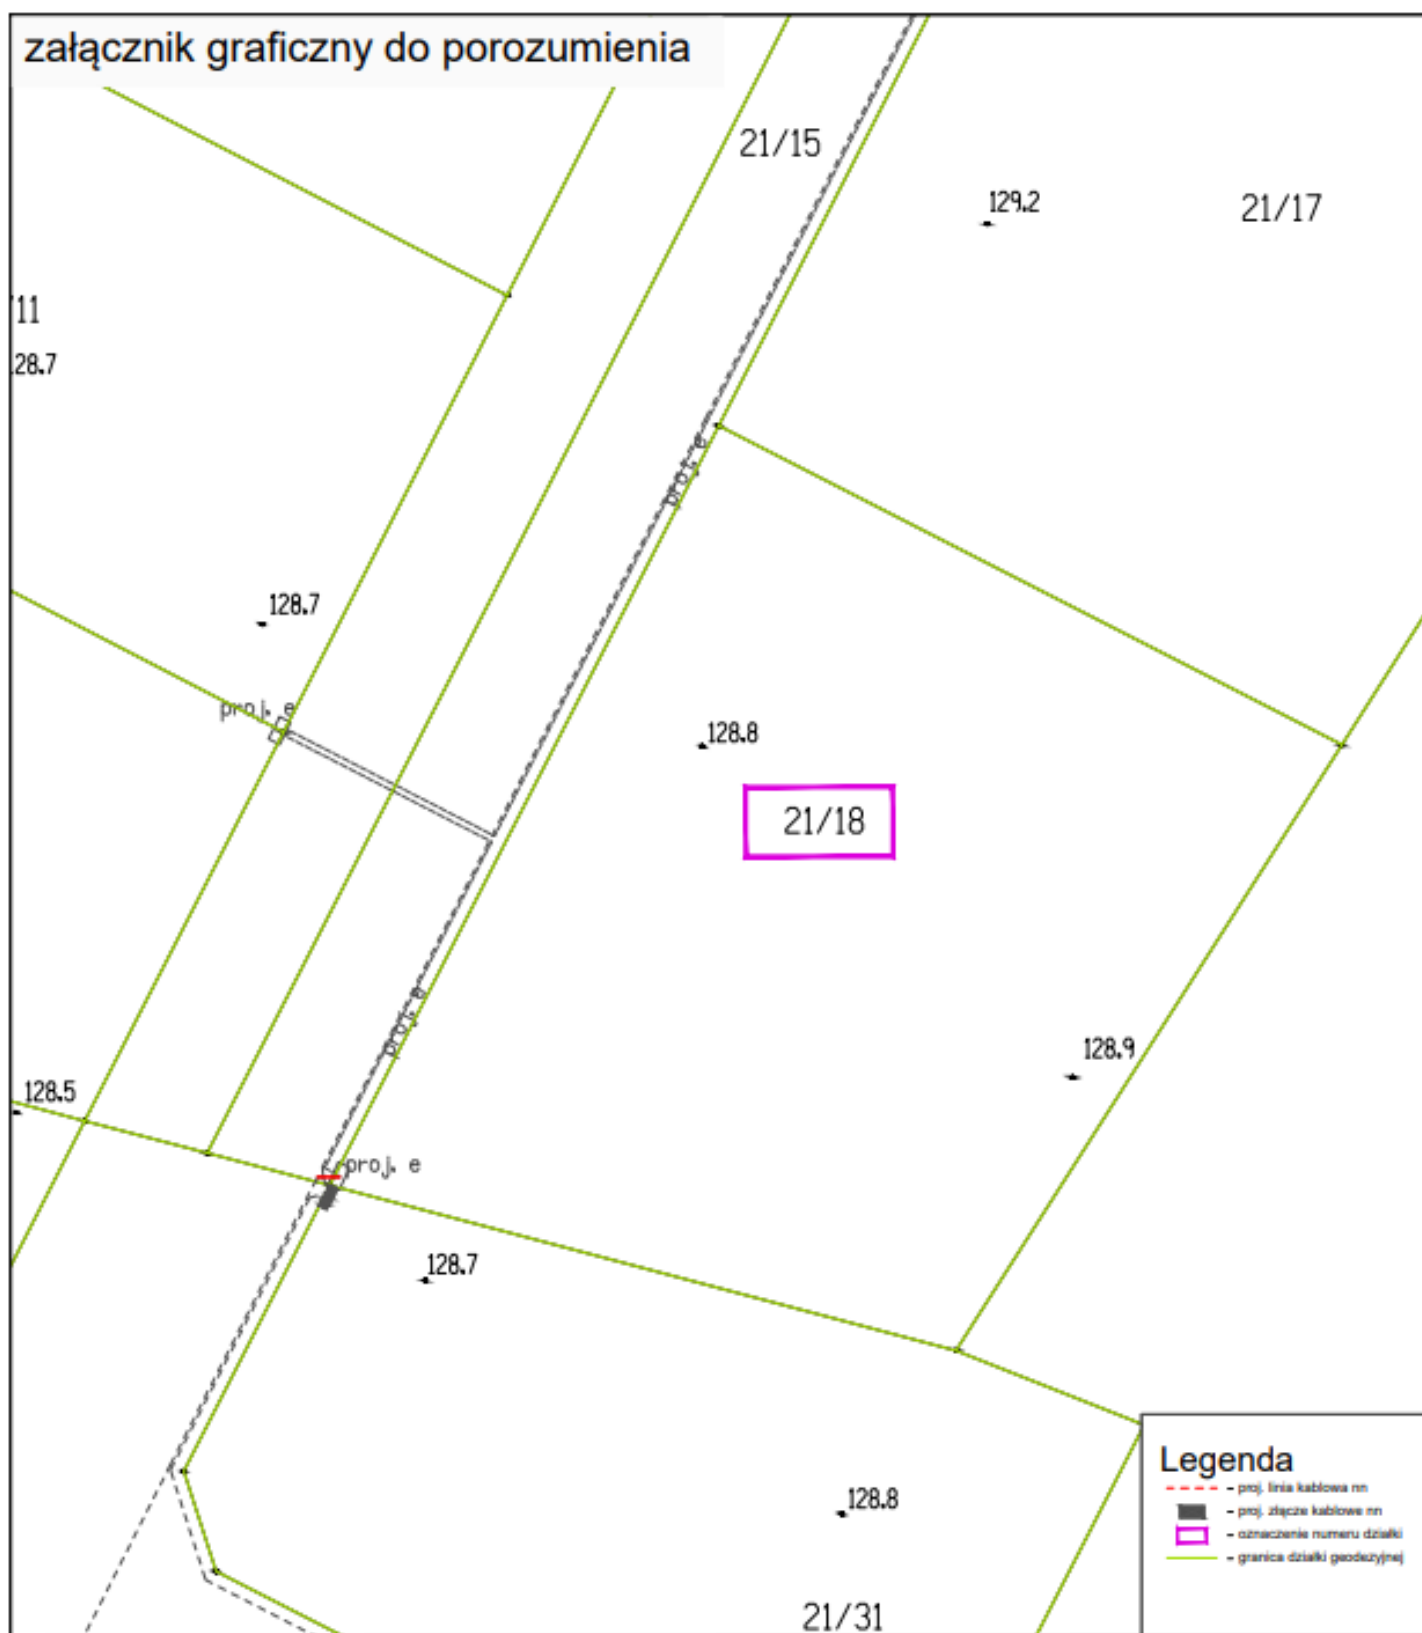 załącznik graficzny do porozumienia
21/15
129.2
21/17
/11
28.7
proj. e
128.7
proj. e
128.8
21/18
proj. e
128.9
128.5
proj. e
128.7
128.8
21/31
Legenda
- proj. linia kablowa nn
- proj. złącze kablowe nn
- oznaczenie numeru działki
- granica działki geodezyjnej